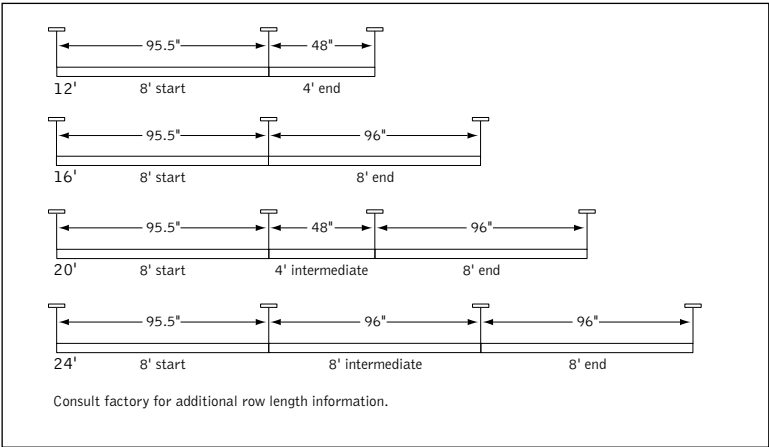 95.5" 48"
12' 8' start 4' end
95.5" 96"
16' 8' start 8' end
95.5" 48" 96"
20' 8' start 4' intermediate 8' end
95.5" 96" 96"
24' 8' start 8' intermediate 8' end
Consult factory for additional row length information.